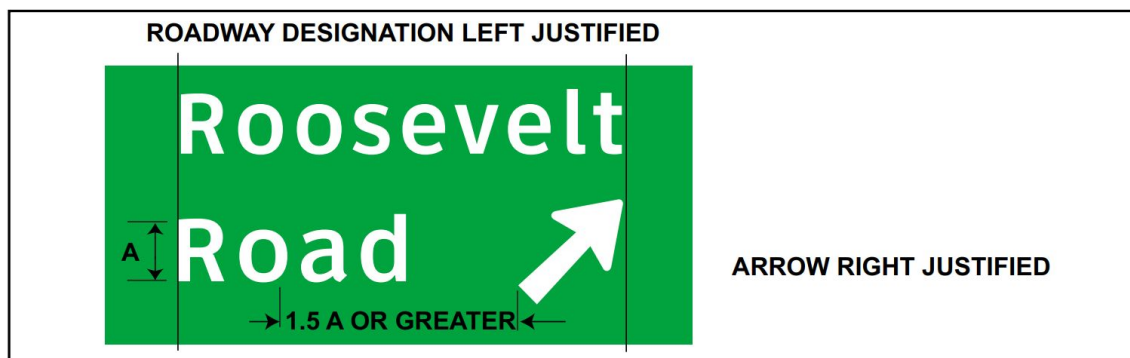 ROADWAY DESIGNATION LEFT JUSTIFIED
Roosevelt
Road
A
1.5 A OR GREATER
ARROW RIGHT JUSTIFIED